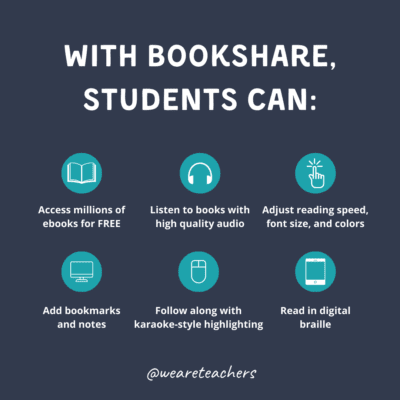 WITH BOOKSHARE,
STUDENTS CAN:
Access millions of
ebooks for FREE
Listen to books with
high quality audio
Adjust reading speed,
font size, and colors
Add bookmarks
and notes
Follow along with
karaoke-style highlighting
Read in digital
braille
@weareteachers